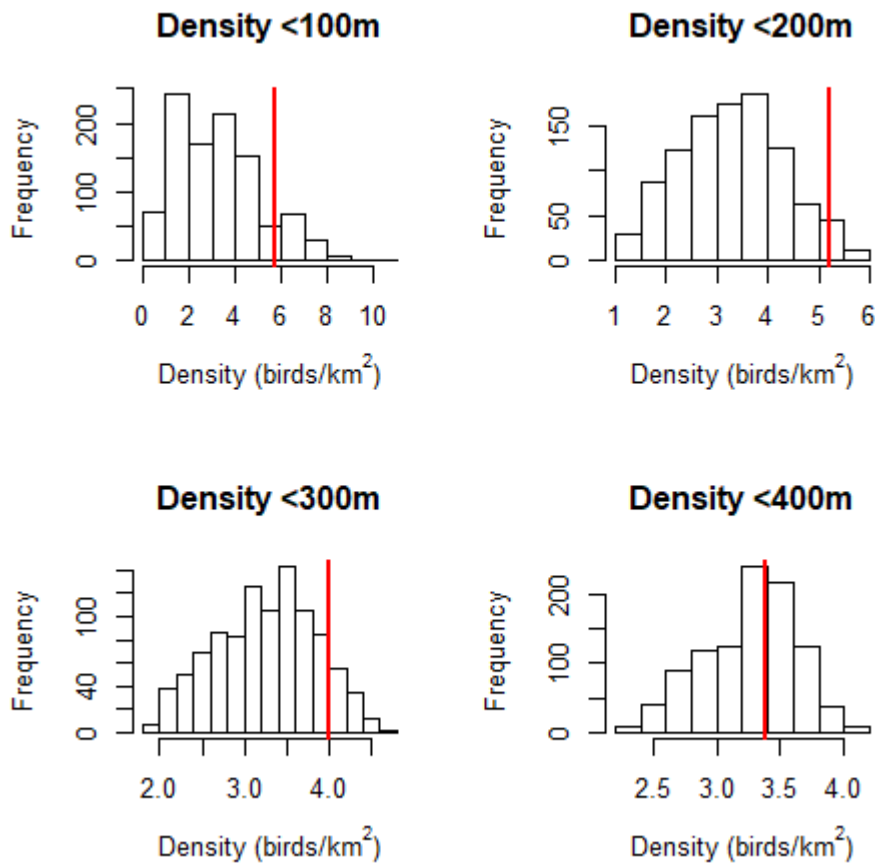 Density <100m
Frequency
0 100 200
0 2 4 6 8 10
Density (birds/km²)
Density <200m
Frequency
0 50 150
1 2 3 4 5 6
Density (birds/km²)
Density <300m
Frequency
0 40 100
2.0 3.0 4.0
Density (birds/km²)
Density <400m
Frequency
0 100 200
2.5 3.0 3.5 4.0
Density (birds/km²)